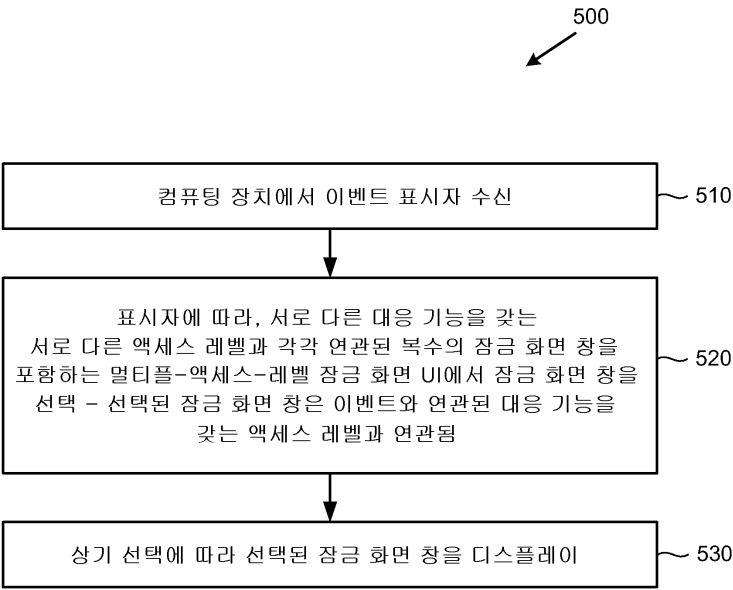 500
컴퓨팅 장치에서 이벤트 표시자 수신
510
표시자에 따라, 서로 다른 대응 기능을 갖는
서로 다른 액세스 레벨과 각각 연관된 복수의 잠금 화면 창을
포함하는 멀티플-액세스-레벨 잠금 화면 UI에서 잠금 화면 창을
선택 - 선택된 잠금 화면 창은 이벤트와 연관된 대응 기능을
갖는 액세스 레벨과 연관됨
520
상기 선택에 따라 선택된 잠금 화면 창을 디스플레이
530